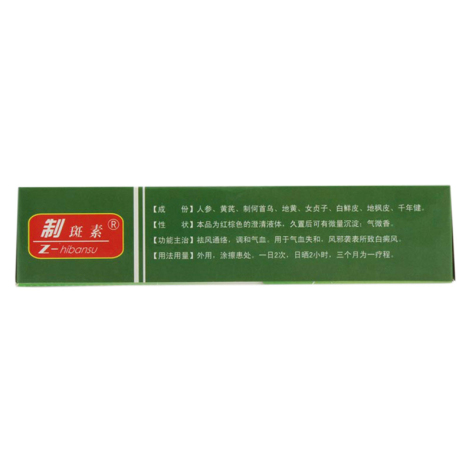 制斑素®
Z-hibansu
【成 份】人参、黄芪、制何首乌、地黄、女贞子、白鲜皮、地枫皮、千年健。
【性 状】本品为红棕色的澄清液体，久置后可有微量沉淀；气微香。
【功能主治】祛风通络，调和气血。用于气血失和、风邪袭表所致白癜风。
【用法用量】外用，涂擦患处，一日2次，日晒2小时，三个月为一疗程。